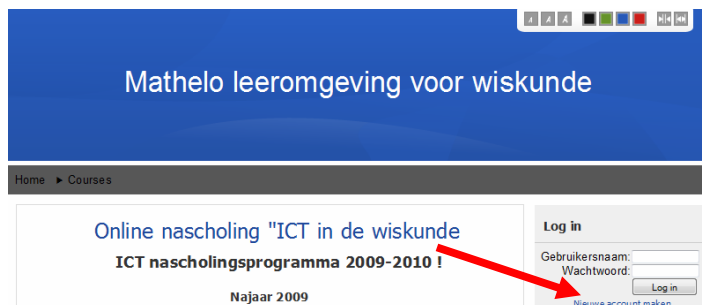 A A A
Mathelo leeromgeving voor wiskunde
Home ► Courses
Online nascholing "ICT in de wiskunde
ICT nascholingsprogramma 2009-2010 !
Najaar 2009
Log in
Gebruikersnaam:
Wachtwoord:
Log in
Nieuwe account maken